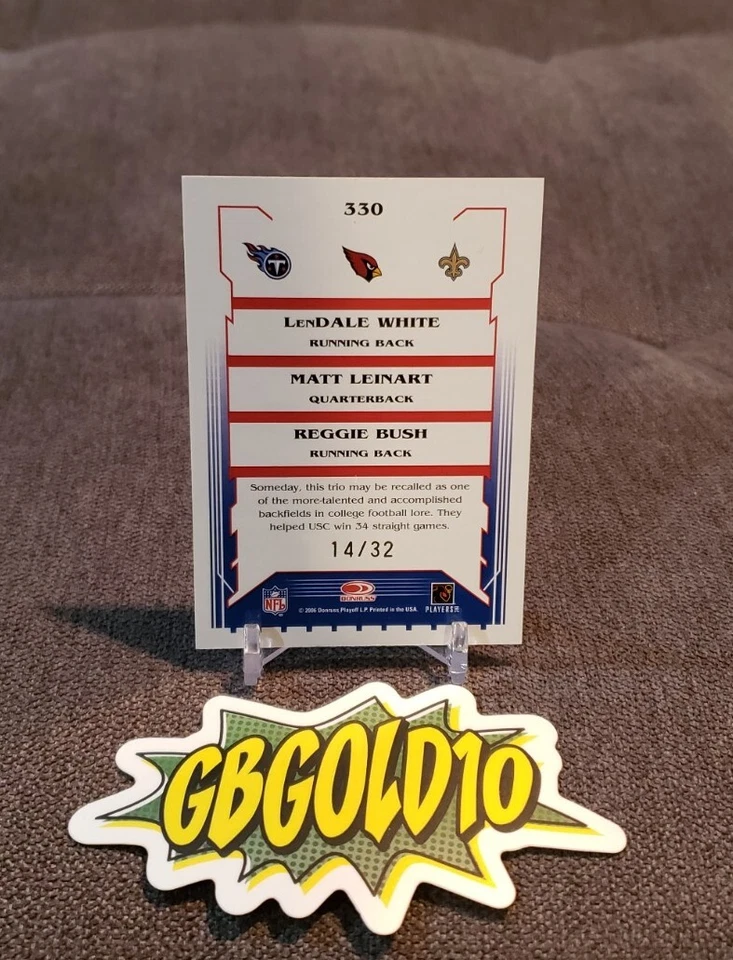 330
T
LENDALE WHITE
RUNNING BACK
MATT LEINART
QUARTERBACK
REGGIE BUSH
RUNNING BACK
Someday, this trio may be recalled as one
of the more-talented and accomplished
backfields in college football lore. They
helped USC win 34 straight games.
14/32
NFL
DONRUSS
© 2006 Donruss Playoff L.P. Printed in the USA.
PLAYERS INC
GBGOLD10